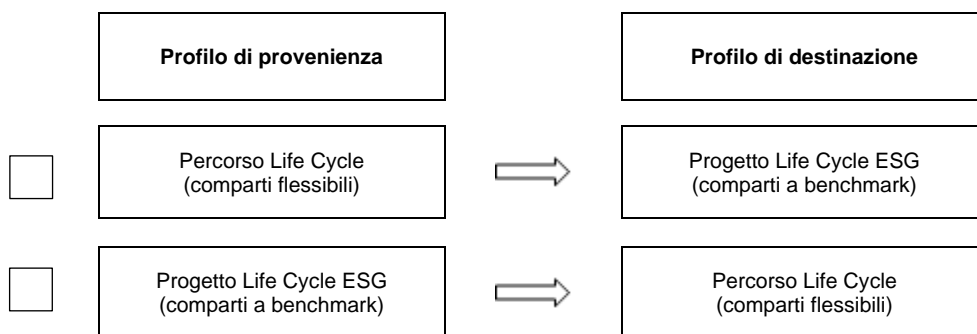 Profilo di provenienza
Profilo di destinazione
Percorso Life Cycle
(comparti flessibili)
Progetto Life Cycle ESG
(comparti a benchmark)
Progetto Life Cycle ESG
(comparti a benchmark)
Percorso Life Cycle
(comparti flessibili)